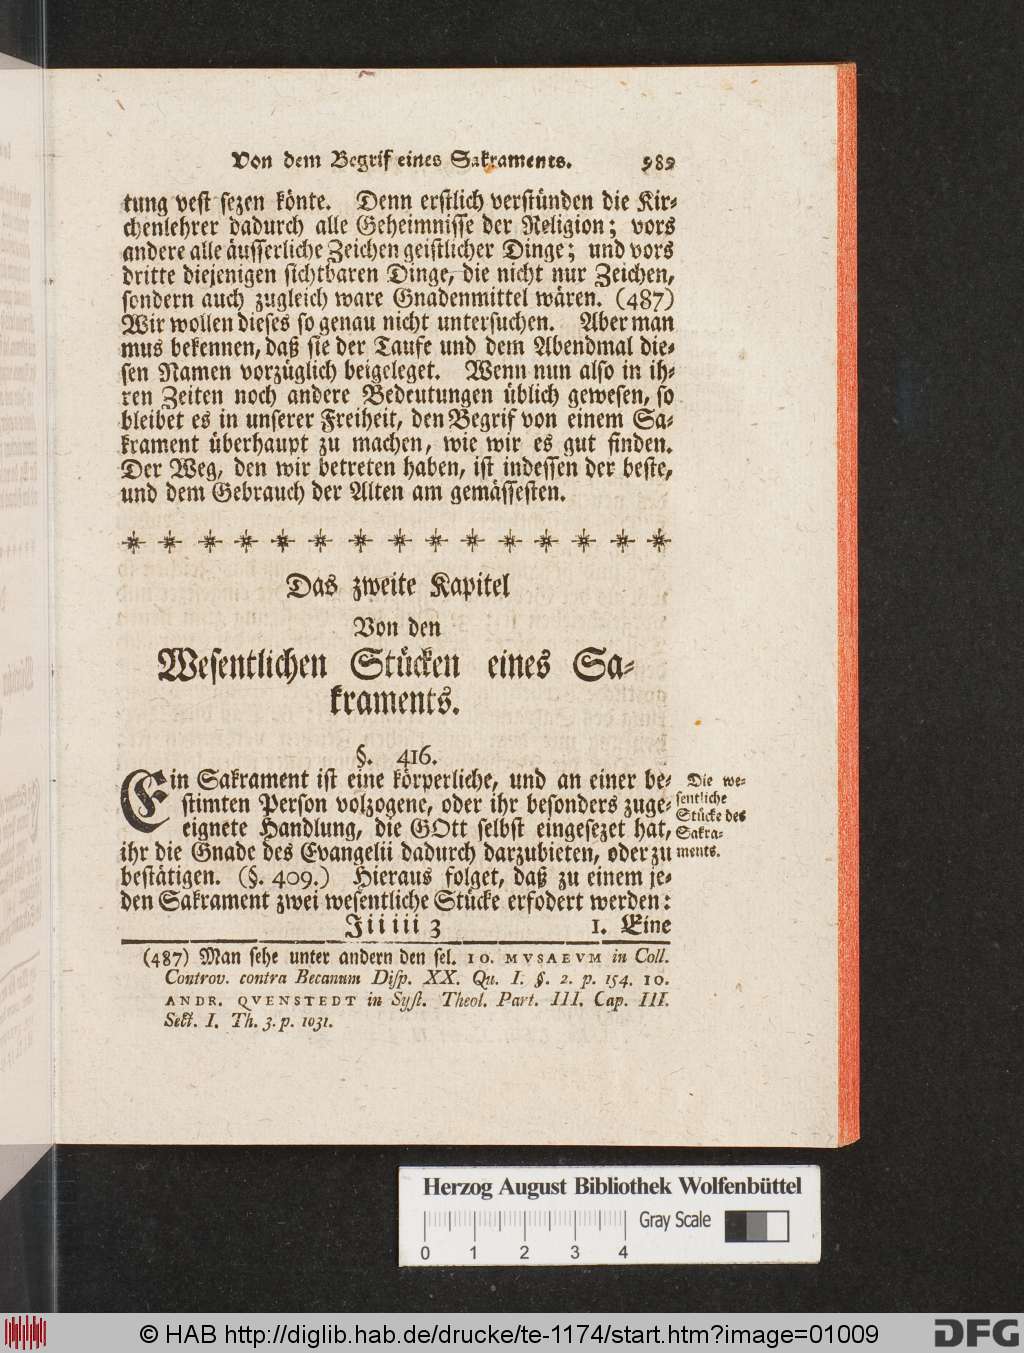 Von dem Begrif eines Sakraments. 989
tung vest sezen könte. Denn erstlich verstünden die Kir-
chenlehrer dadurch alle Geheimnisse der Religion; vors
andere alle äusserliche Zeichen geistlicher Dinge; und vors
dritte diejenigen sichtbaren Dinge, die nicht nur Zeichen,
sondern auch zugleich ware Gnadenmittel wären. (487)
Wir wollen dieses so genau nicht untersuchen. Aber man
mus bekennen, daß sie der Taufe und dem Abendmal die-
sen Namen vorzüglich beigeleget. Wenn nun also in ih-
ren Zeiten noch andere Bedeutungen üblich gewesen, so
bleibet es in unserer Freiheit, den Begrif von einem Sa-
krament überhaupt zu machen, wie wir es gut finden.
Der Weg, den wir betreten haben, ist indessen der beste,
und dem Gebrauch der Alten am gemässesten.
Das zweite Kapitel
Von den
Wesentlichen Stücken eines Sa-
kraments.
§. 416.
Ein Sakrament ist eine körperliche, und an einer be-
stimten Person volzogene, oder ihr besonders zuge-
eignete Handlung, die GOtt selbst eingesezet hat,
ihr die Gnade des Evangelii dadurch darzubieten, oder zu
bestätigen. (§. 409.) Hieraus folget, daß zu einem je-
den Sakrament zwei wesentliche Stücke erfodert werden:
Die we-
sentliche
Stücke des
Sakra-
ments.
Jiiiiii 3 1. Eine
(487) Man sehe unter andern den sel. IO. MVSAEVM in Coll.
Controv. contra Becanum Disp. XX. Qu. I. §. 2. p. 154. IO.
ANDR. QVENSTEDT in Syst. Theol. Part. III. Cap. III.
Sect. I. Th. 3. p. 1031.
Herzog August Bibliothek Wolfenbüttel
Gray Scale
0 1 2 3 4
© HAB http://diglib.hab.de/drucke/te-1174/start.htm?image=01009
DFG